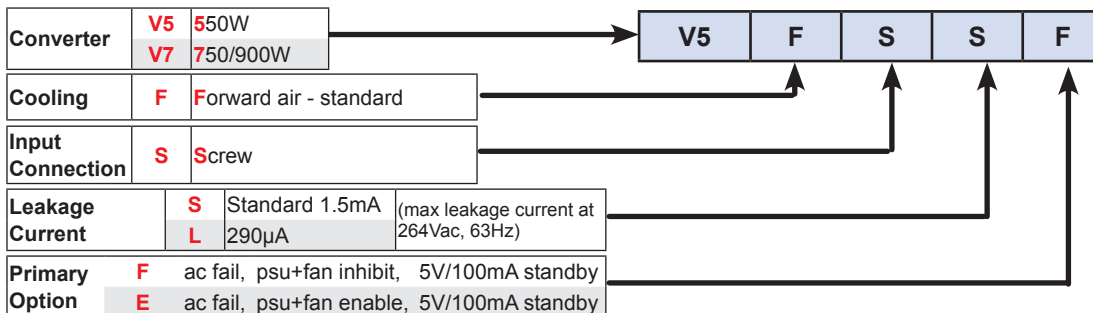 Converter V5 550W
V7 750/900W
V5 F S S F
Cooling F Forward air - standard
Input
Connection S Screw
Leakage
Current
S Standard 1.5mA
L 290µA
(max leakage current at
264Vac, 63Hz)
Primary
Option
F ac fail, psu+fan inhibit, 5V/100mA standby
E ac fail, psu+fan enable, 5V/100mA standby